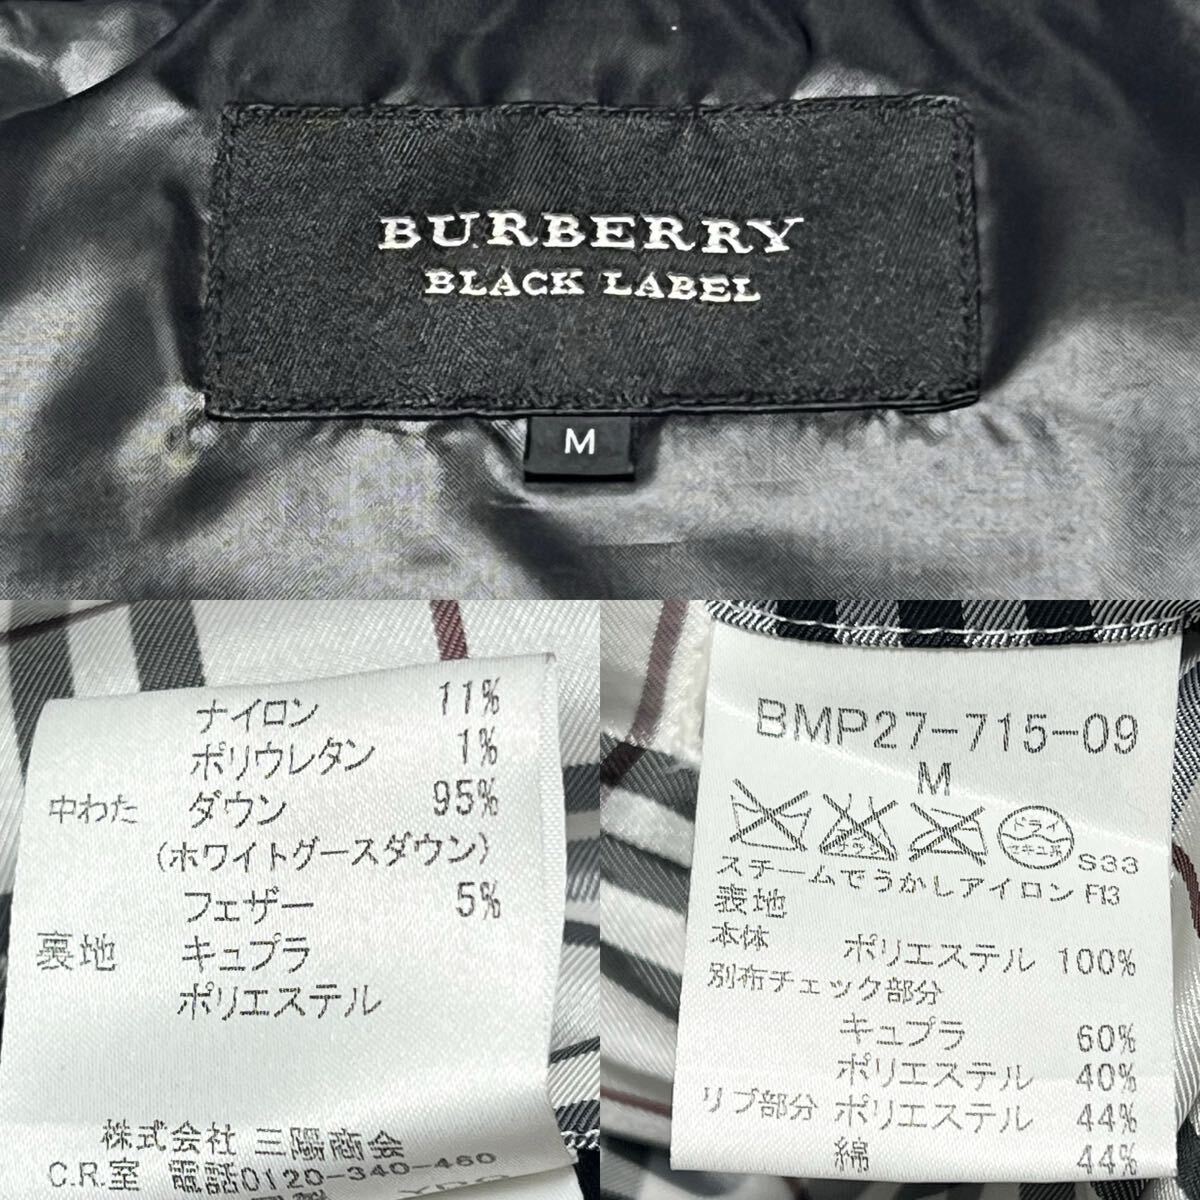 BURBERRY
BLACK LABEL
M
ナイロン 11%
ポリウレタン 1%
中わた ダウン 95%
(ホワイトグースダウン)
フェザー 5%
裏地 キュプラ
ポリエステル
株式会社 三陽商会
C.R.室 電話0120-340-460
BMP27-715-09
M
ドライ
S33
スチームでうかしアイロン F13
表地
本体 ポリエステル 100%
別布チェック部分
キュプラ 60%
ポリエステル 40%
リブ部分 ポリエステル 44%
綿 44%